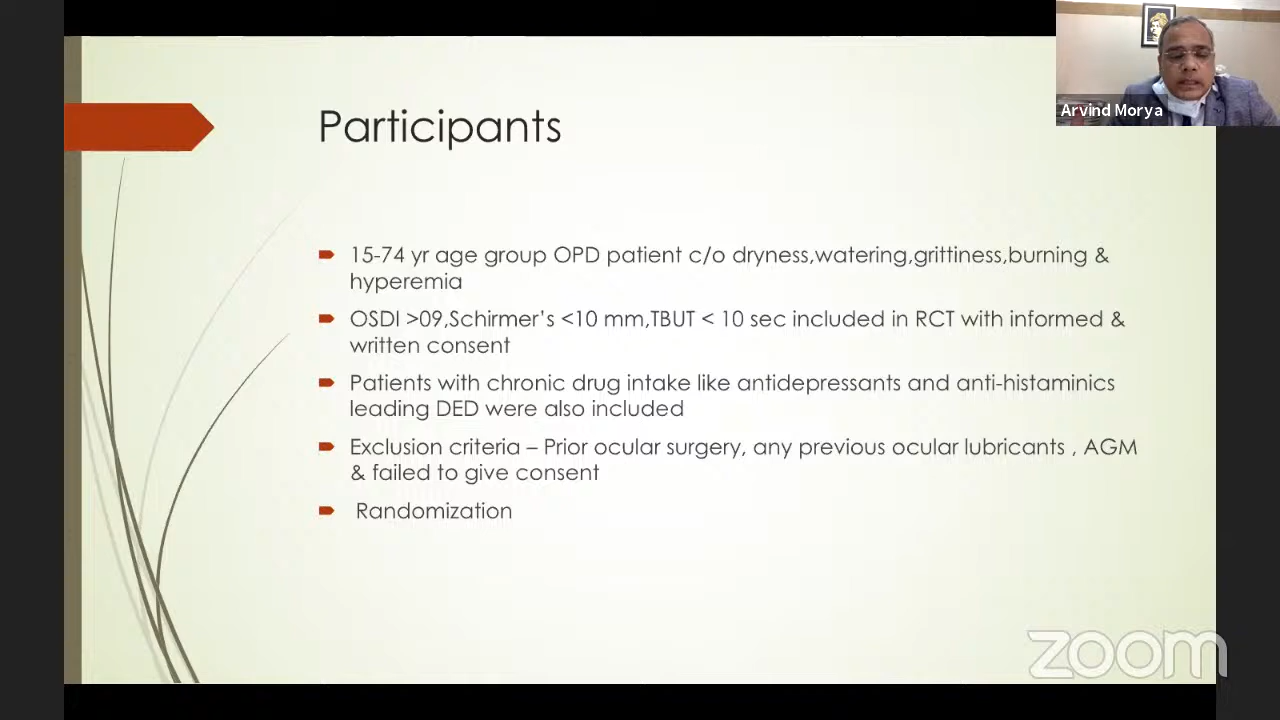 Arvind Morya
Participants
15-74 yr age group OPD patient c/o dryness,watering,grittiness,burning &
hyperemia
OSDI >09,Schirmer’s <10 mm,TBUT < 10 sec included in RCT with informed &
written consent
Patients with chronic drug intake like antidepressants and anti-histaminics
leading DED were also included
Exclusion criteria – Prior ocular surgery, any previous ocular lubricants , AGM
& failed to give consent
Randomization
zoom